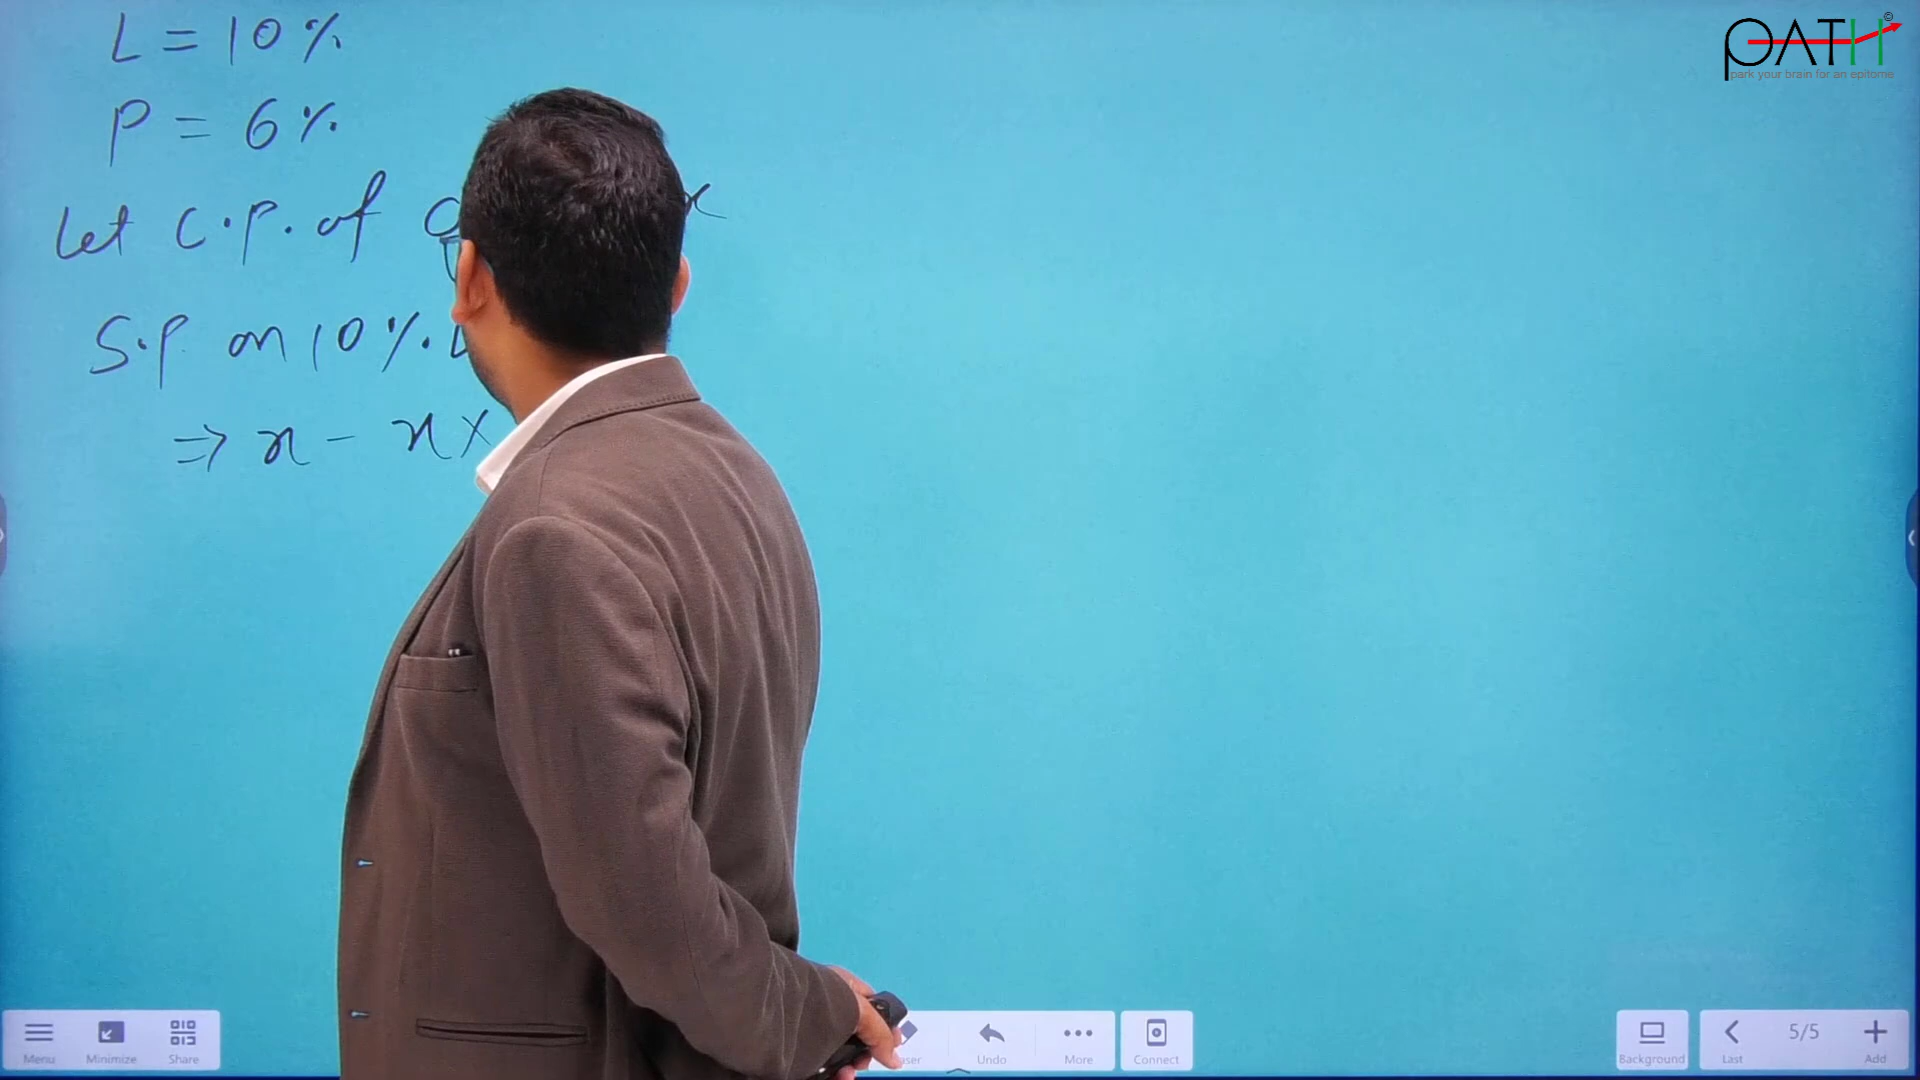 L = 10%
P = 6%
Let C.P. of x
S.P. on 10% L
⇒ x - x ×
PATH
©
park your brain for an epitome
Menu
Minimize
Share
Undo
More
Connect
Background
Last
5/5
Add